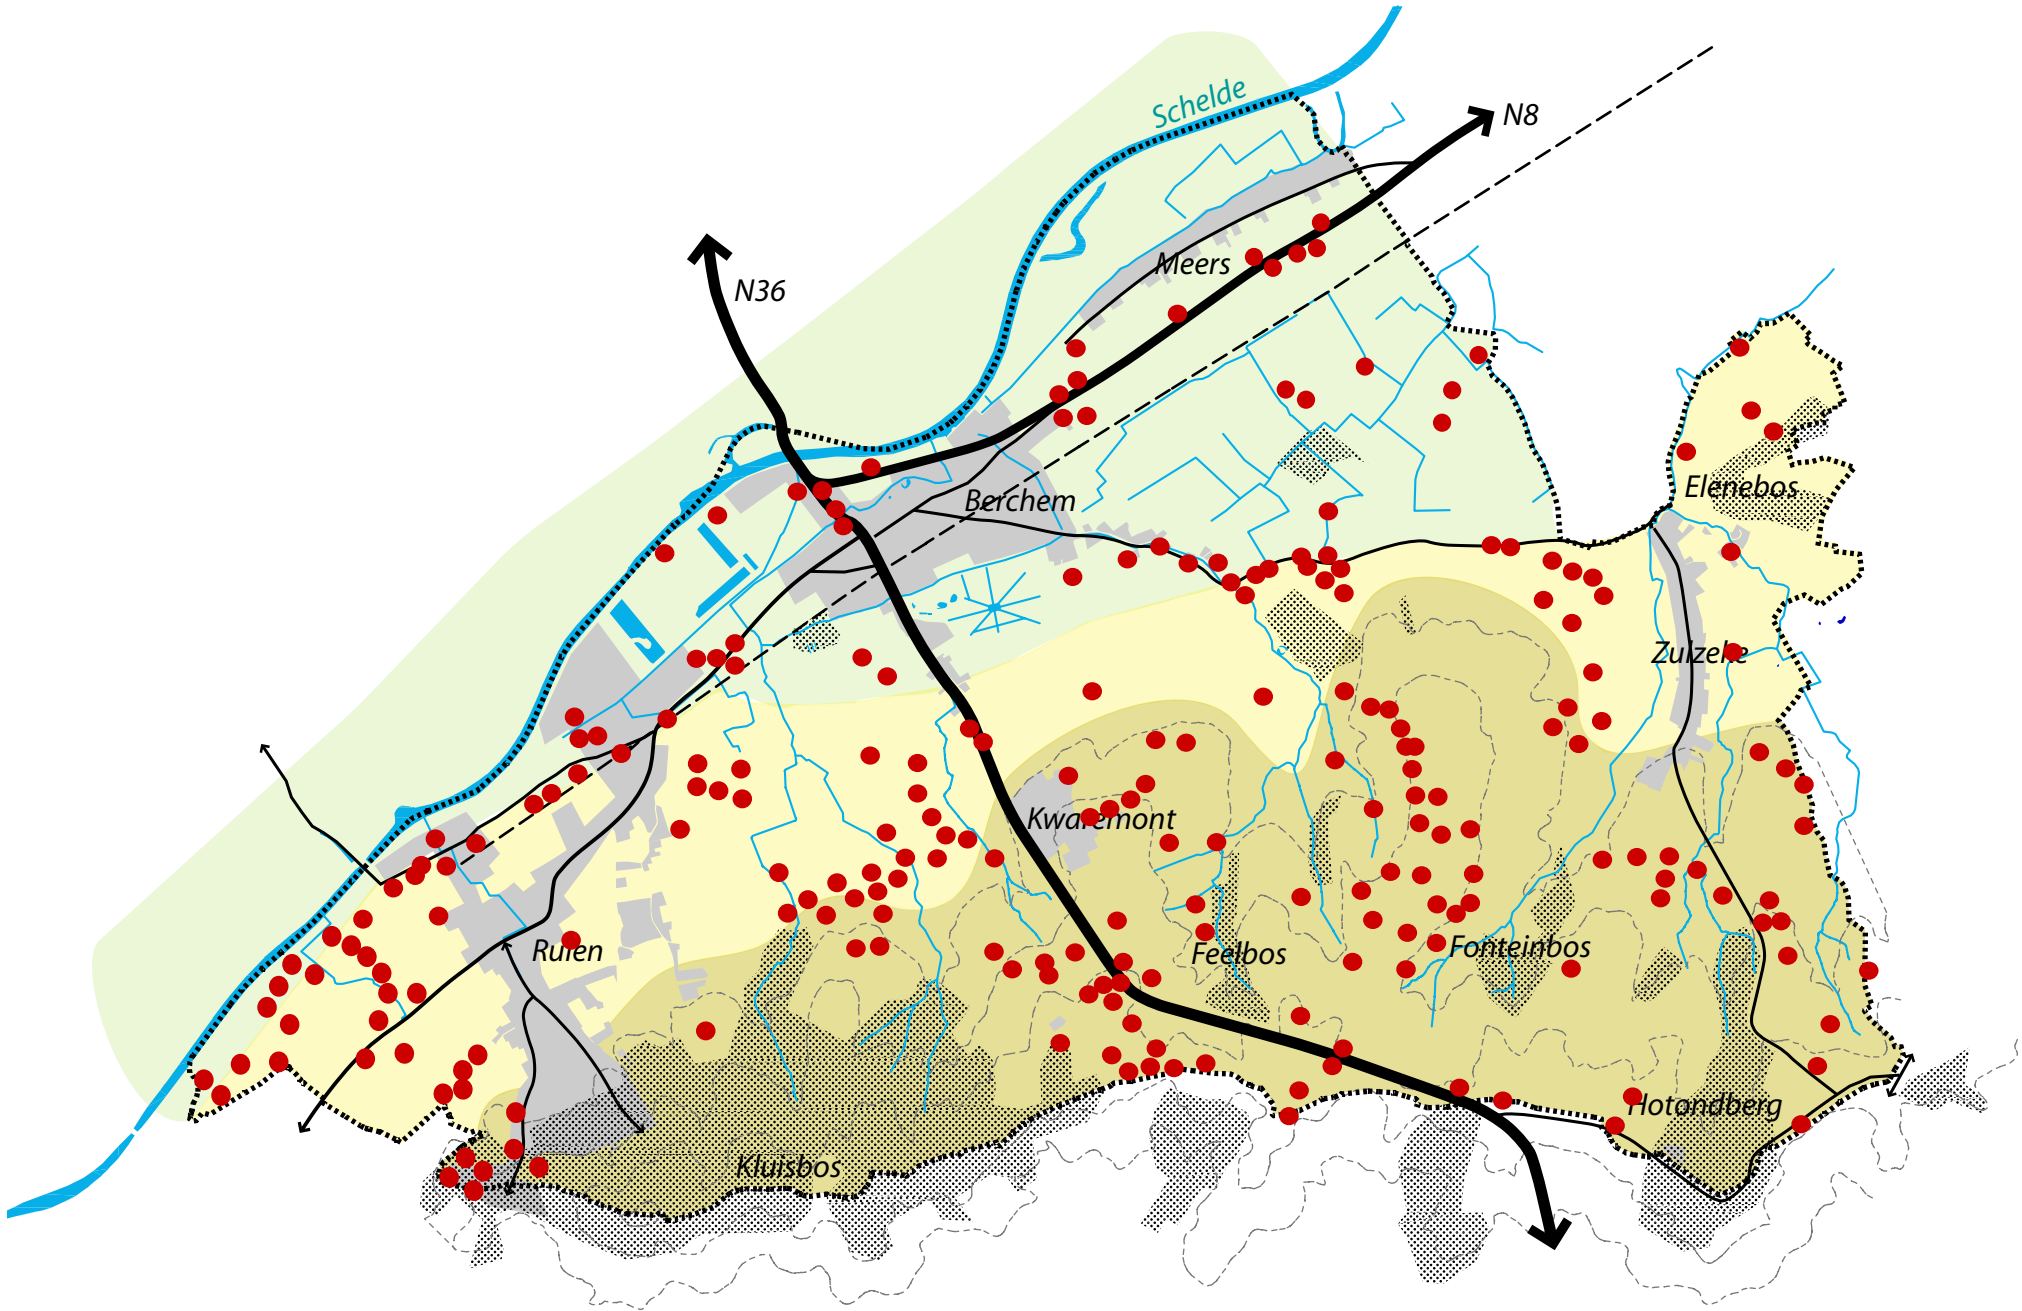 Schelde
N8
N36
Meers
Berchem
Elenebos
Zulzeke
Kwaremont
Ruien
Feelbos
Fonteinbos
Hotondberg
Kluisbos